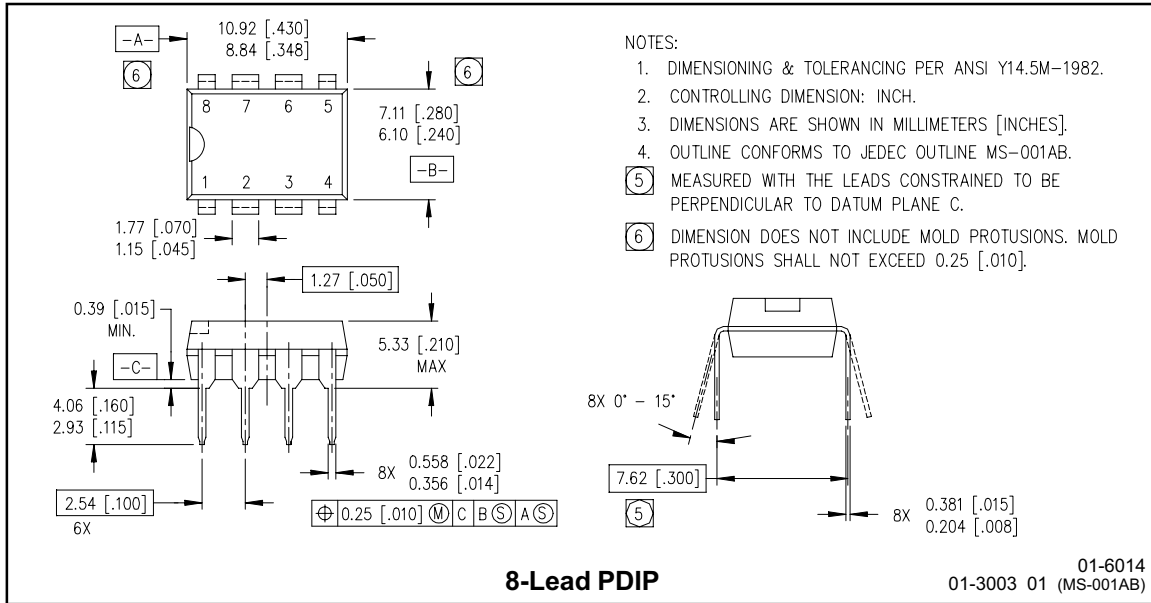 -A-
10.92 [.430]
8.84 [.348]
6
6
8 7 6 5
1 2 3 4
7.11 [.280]
6.10 [.240]
-B-
1.77 [.070]
1.15 [.045]
1.27 [.050]
0.39 [.015]
MIN.
-C-
5.33 [.210]
MAX
4.06 [.160]
2.93 [.115]
2.54 [.100]
6X
8X 0.558 [.022]
0.356 [.014]
⌖ 0.25 [.010] Ⓜ C B Ⓢ A Ⓢ
NOTES:
1. DIMENSIONING & TOLERANCING PER ANSI Y14.5M-1982.
2. CONTROLLING DIMENSION: INCH.
3. DIMENSIONS ARE SHOWN IN MILLIMETERS [INCHES].
4. OUTLINE CONFORMS TO JEDEC OUTLINE MS-001AB.
5 MEASURED WITH THE LEADS CONSTRAINED TO BE
PERPENDICULAR TO DATUM PLANE C.
6 DIMENSION DOES NOT INCLUDE MOLD PROTUSIONS. MOLD
PROTUSIONS SHALL NOT EXCEED 0.25 [.010].
8X 0° - 15°
7.62 [.300]
5
8X 0.381 [.015]
0.204 [.008]
8-Lead PDIP
01-6014
01-3003 01 (MS-001AB)